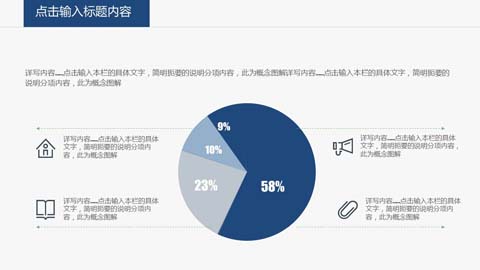 点击输入标题内容
详写内容……点击输入本栏的具体文字，简明扼要的说明分项内容，此为概念图解详写内容……点击输入本栏的具体文字，简明扼要的
说明分项内容，此为概念图解
详写内容……点击输入本栏的具体
文字，简明扼要的说明分项内
容，此为概念图解
详写内容……点击输入本栏的具体
文字，简明扼要的说明分项内容，
此为概念图解
9%
10%
23%
58%
详写内容……点击输入本栏的具体
文字，简明扼要的说明分项内
容，此为概念图解
详写内容……点击输入本栏的具体
文字，简明扼要的说明分项内
容，此为概念图解